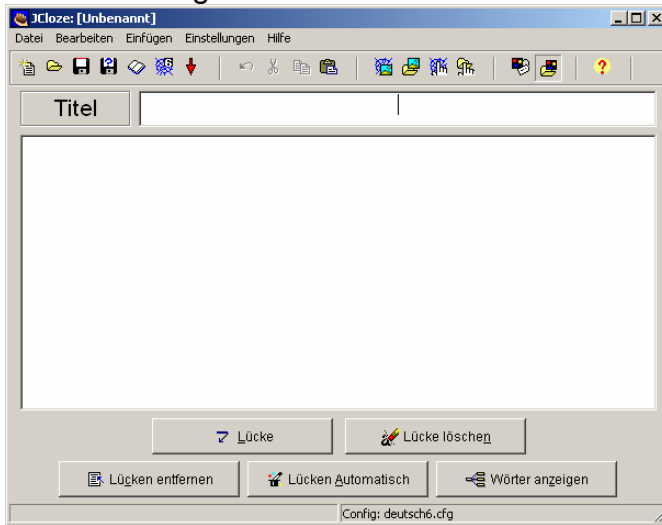 JCloze: [Unbenannt]
Datei Bearbeiten Einfügen Einstellungen Hilfe
Titel
Lücke Lücke löschen
Lücken entfernen Lücken Automatisch Wörter anzeigen
Config: deutsch6.cfg